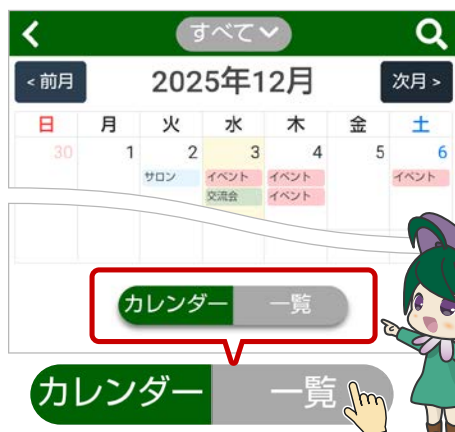 すべて
<前月 2025年12月 次月>
日 月 火 水 木 金 土
30 1 2 3 4 5 6
サロン イベント イベント イベント
交流会 イベント
カレンダー 一覧
カレンダー 一覧